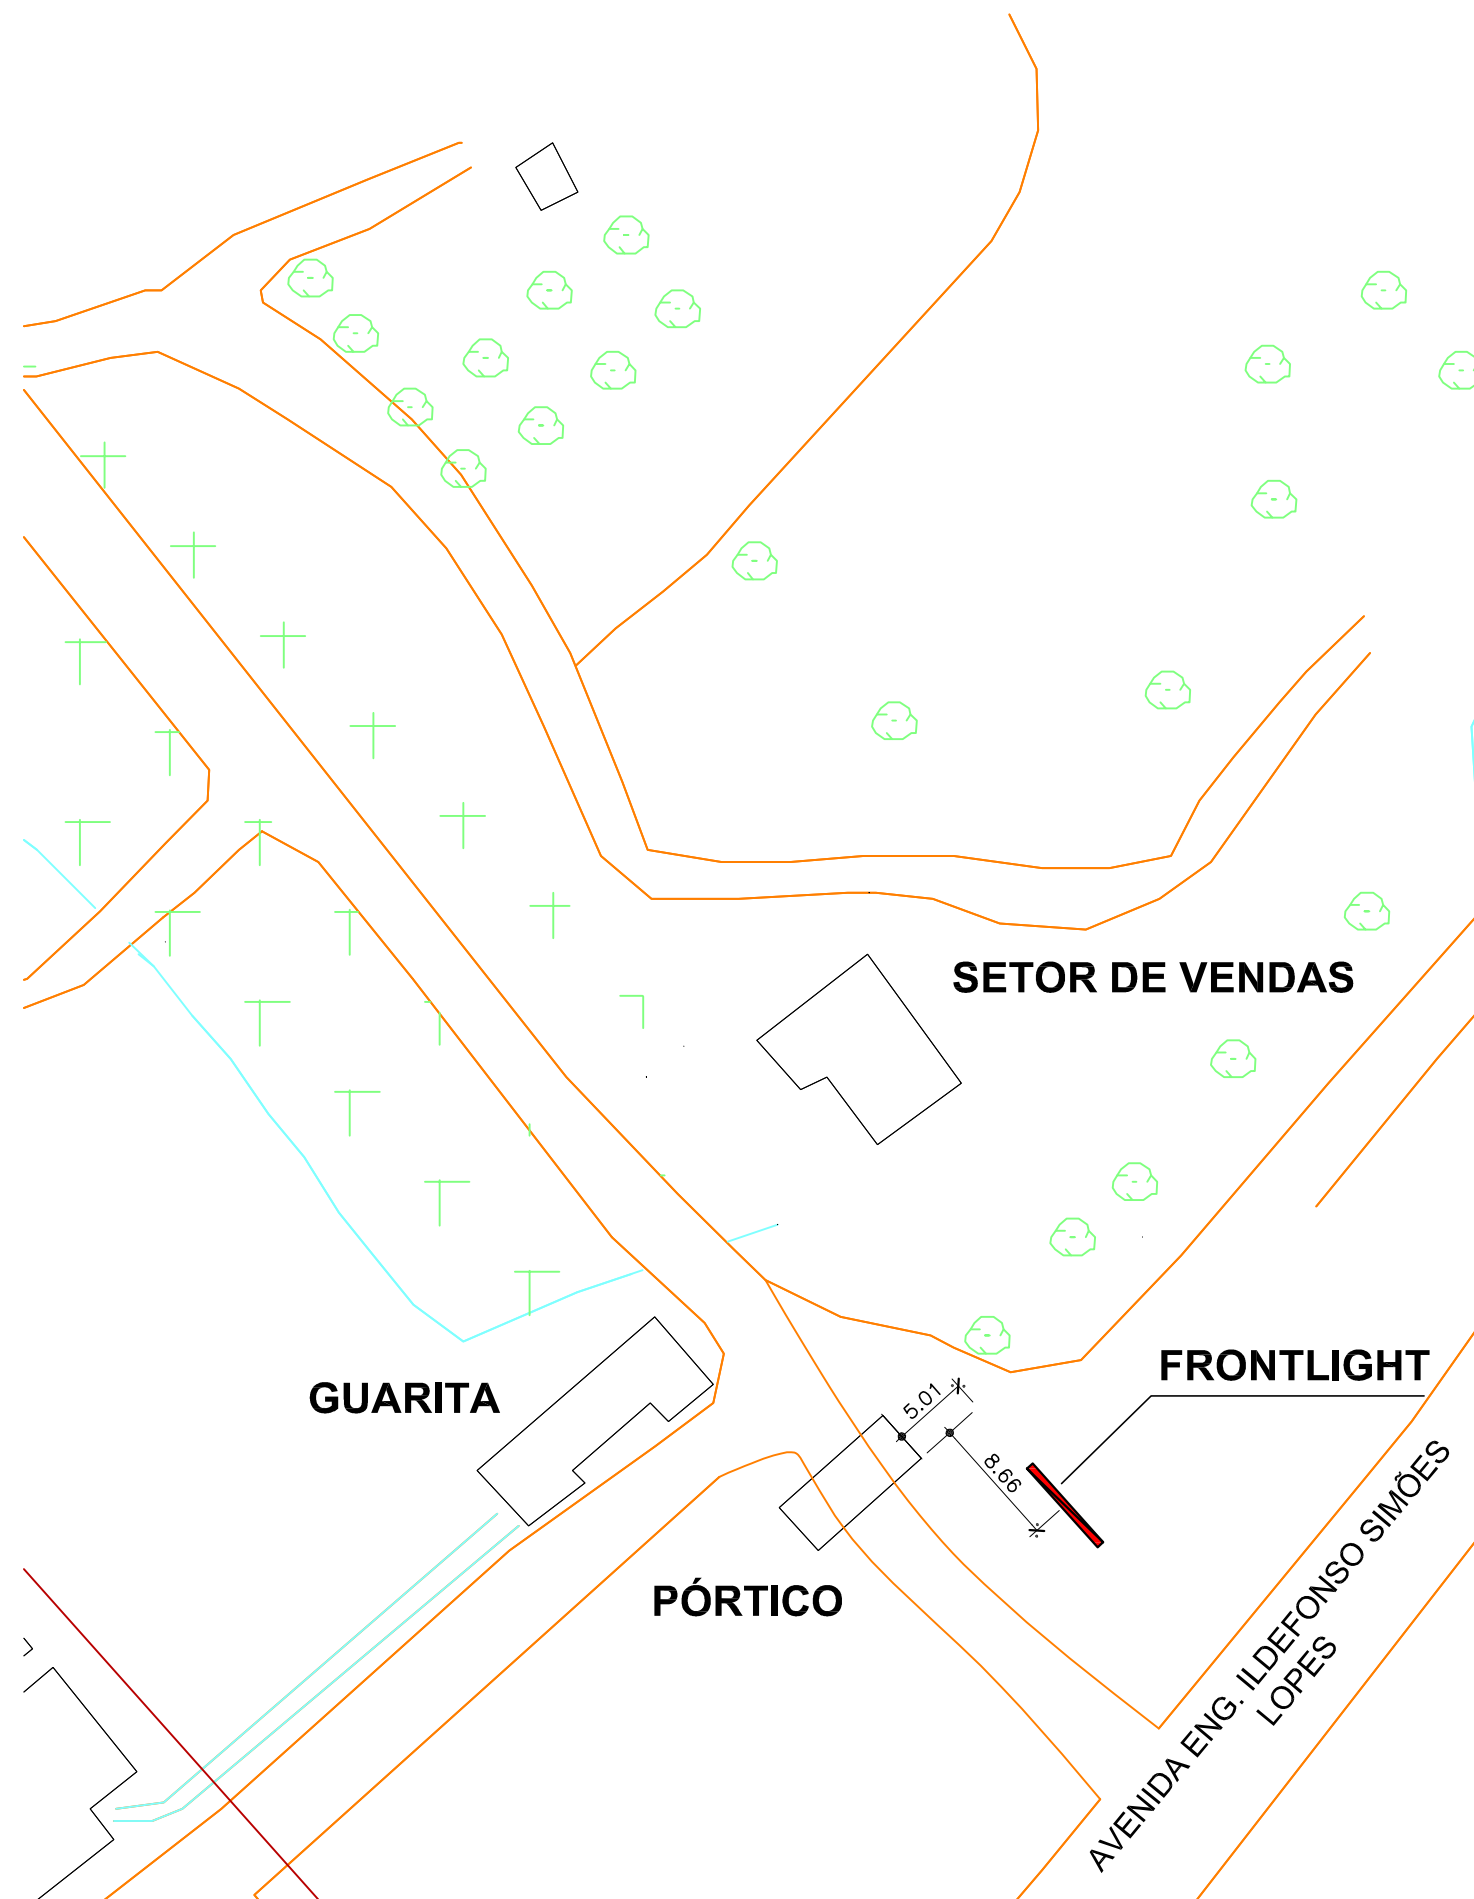 SETOR DE VENDAS
FRONTLIGHT
GUARITA
5.01
8.66
PÓRTICO
AVENIDA ENG. ILDEFONSO SIMÕES
LOPES